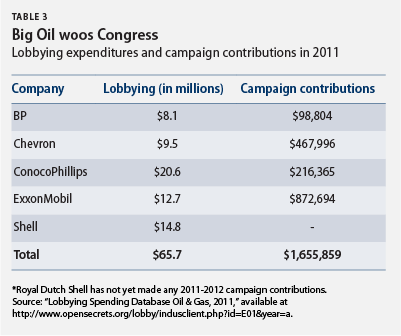 TABLE 3
Big Oil woos Congress
Lobbying expenditures and campaign contributions in 2011
Company Lobbying (in millions) Campaign contributions
BP $8.1 $98,804
Chevron $9.5 $467,996
ConocoPhillips $20.6 $216,365
ExxonMobil $12.7 $872,694
Shell $14.8 -
Total $65.7 $1,655,859
*Royal Dutch Shell has not yet made any 2011-2012 campaign contributions.
Source: "Lobbying Spending Database Oil & Gas, 2011," available at
http://www.opensecrets.org/lobby/indusclient.php?id=E01&year=a.